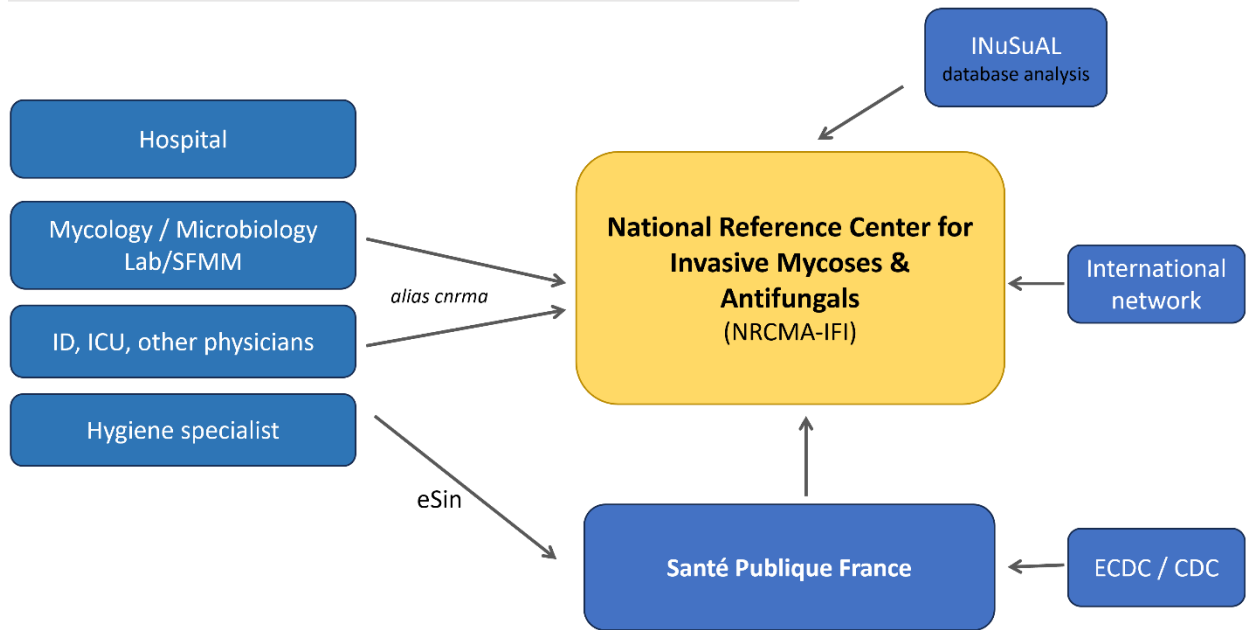 INuSuAL
database analysis
Hospital
Mycology / Microbiology
Lab/SFMM
alias cnrma
ID, ICU, other physicians
Hygiene specialist
eSin
National Reference Center for
Invasive Mycoses &
Antifungals
(NRCMA-IFI)
International
network
Santé Publique France
ECDC / CDC